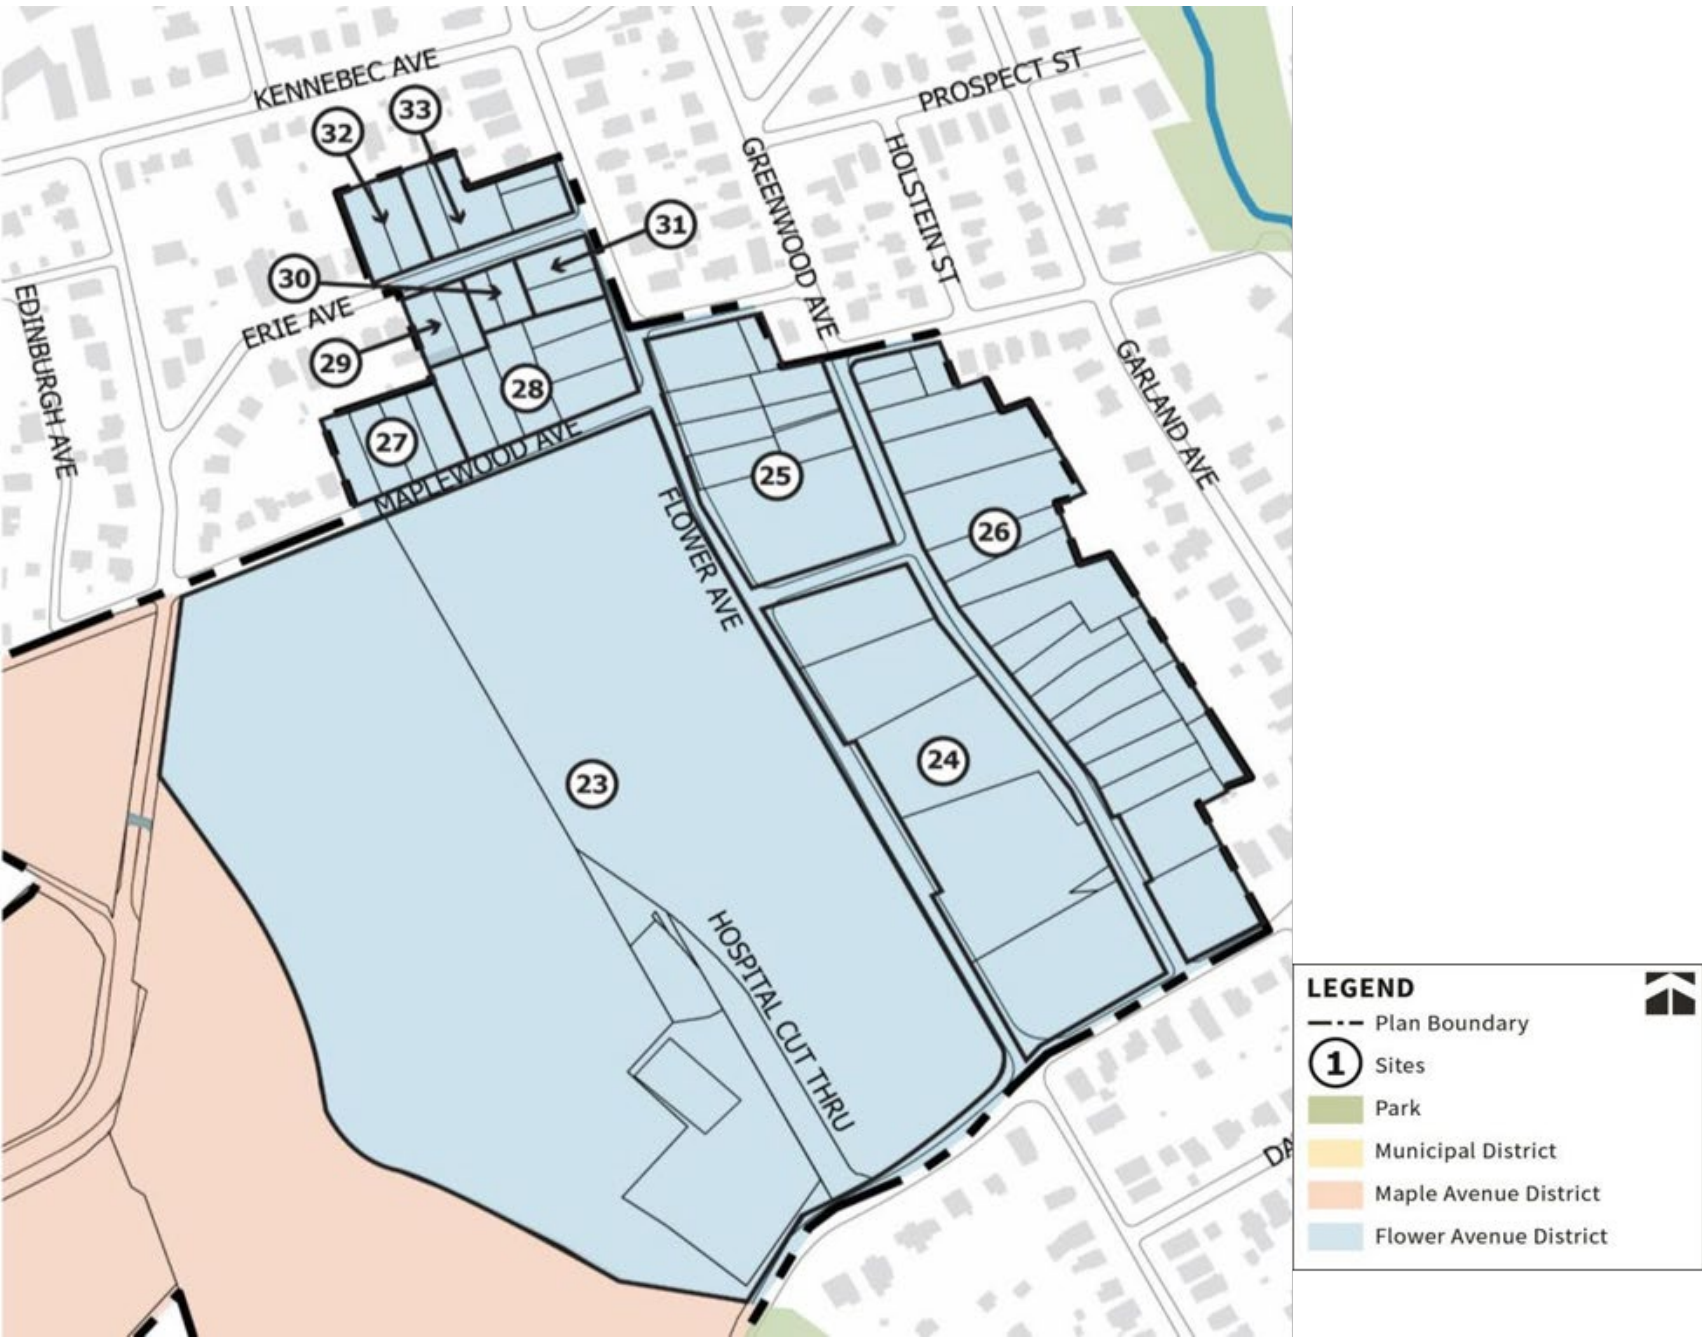 KENNEBEC AVE
PROSPECT ST
33
32
GREENWOOD AVE
HOLSTEIN ST
31
30
EDINBURGH AVE
ERIE AVE
29
GARLAND AVE
28
27
MAPLEWOOD AVE
25
FLOWER AVE
26
24
23
HOSPITAL CUT THRU
DA
LEGEND
Plan Boundary
1 Sites
Park
Municipal District
Maple Avenue District
Flower Avenue District